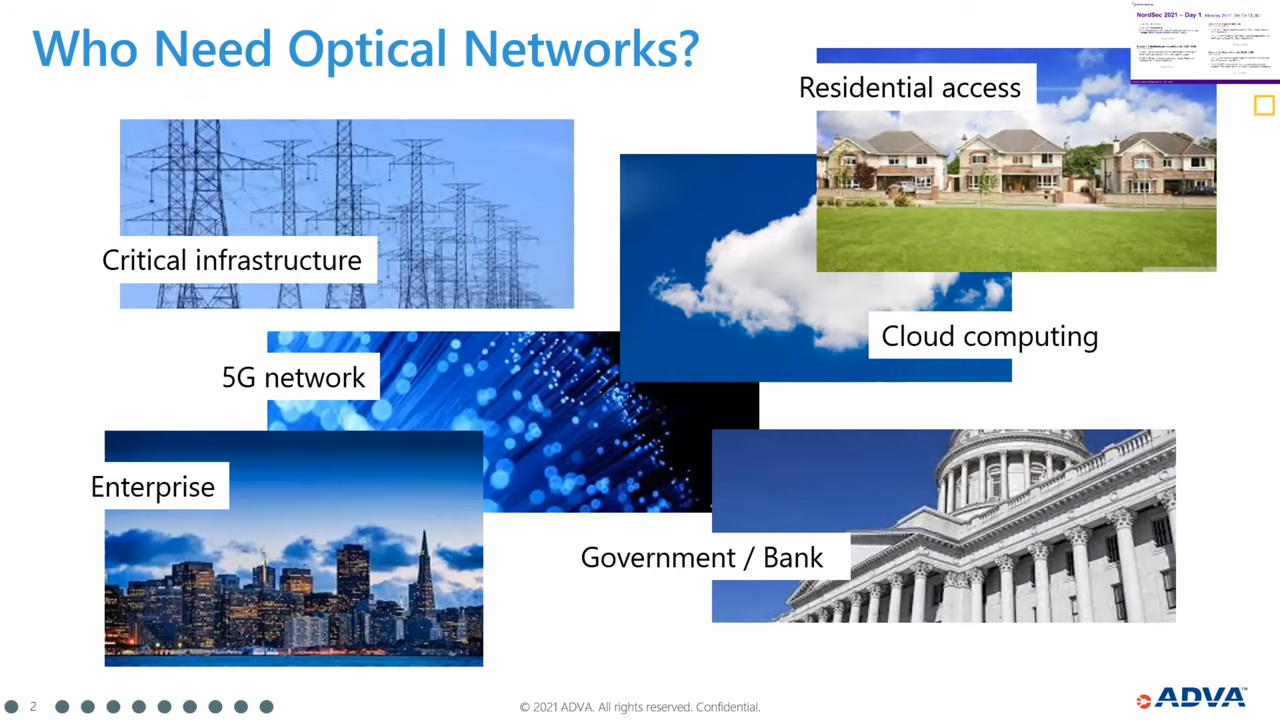 Who Need Optical Networks?
NordSec 2021 – Day 1
Residential access
Critical infrastructure
Cloud computing
5G network
Enterprise
Government / Bank
2
© 2021 ADVA. All rights reserved. Confidential.
ADVA™